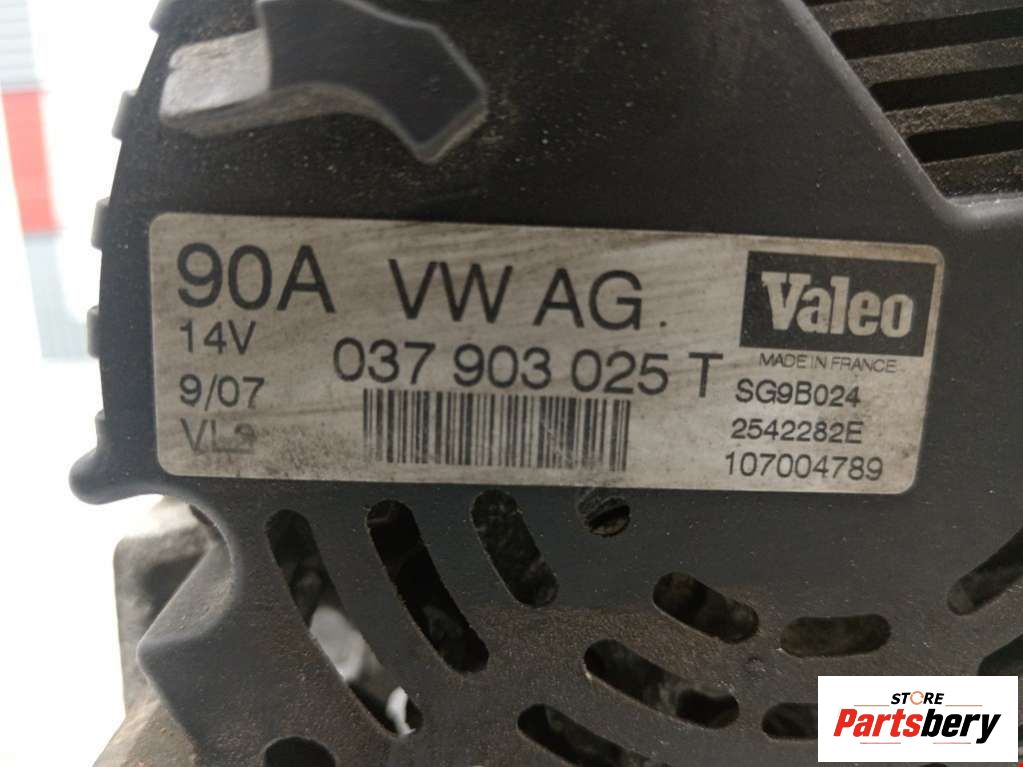 90A VW AG.
14V
037 903 025 T
9/07
Valeo
MADE IN FRANCE
SG9B024
2542282E
107004789
STORE
Partsbery